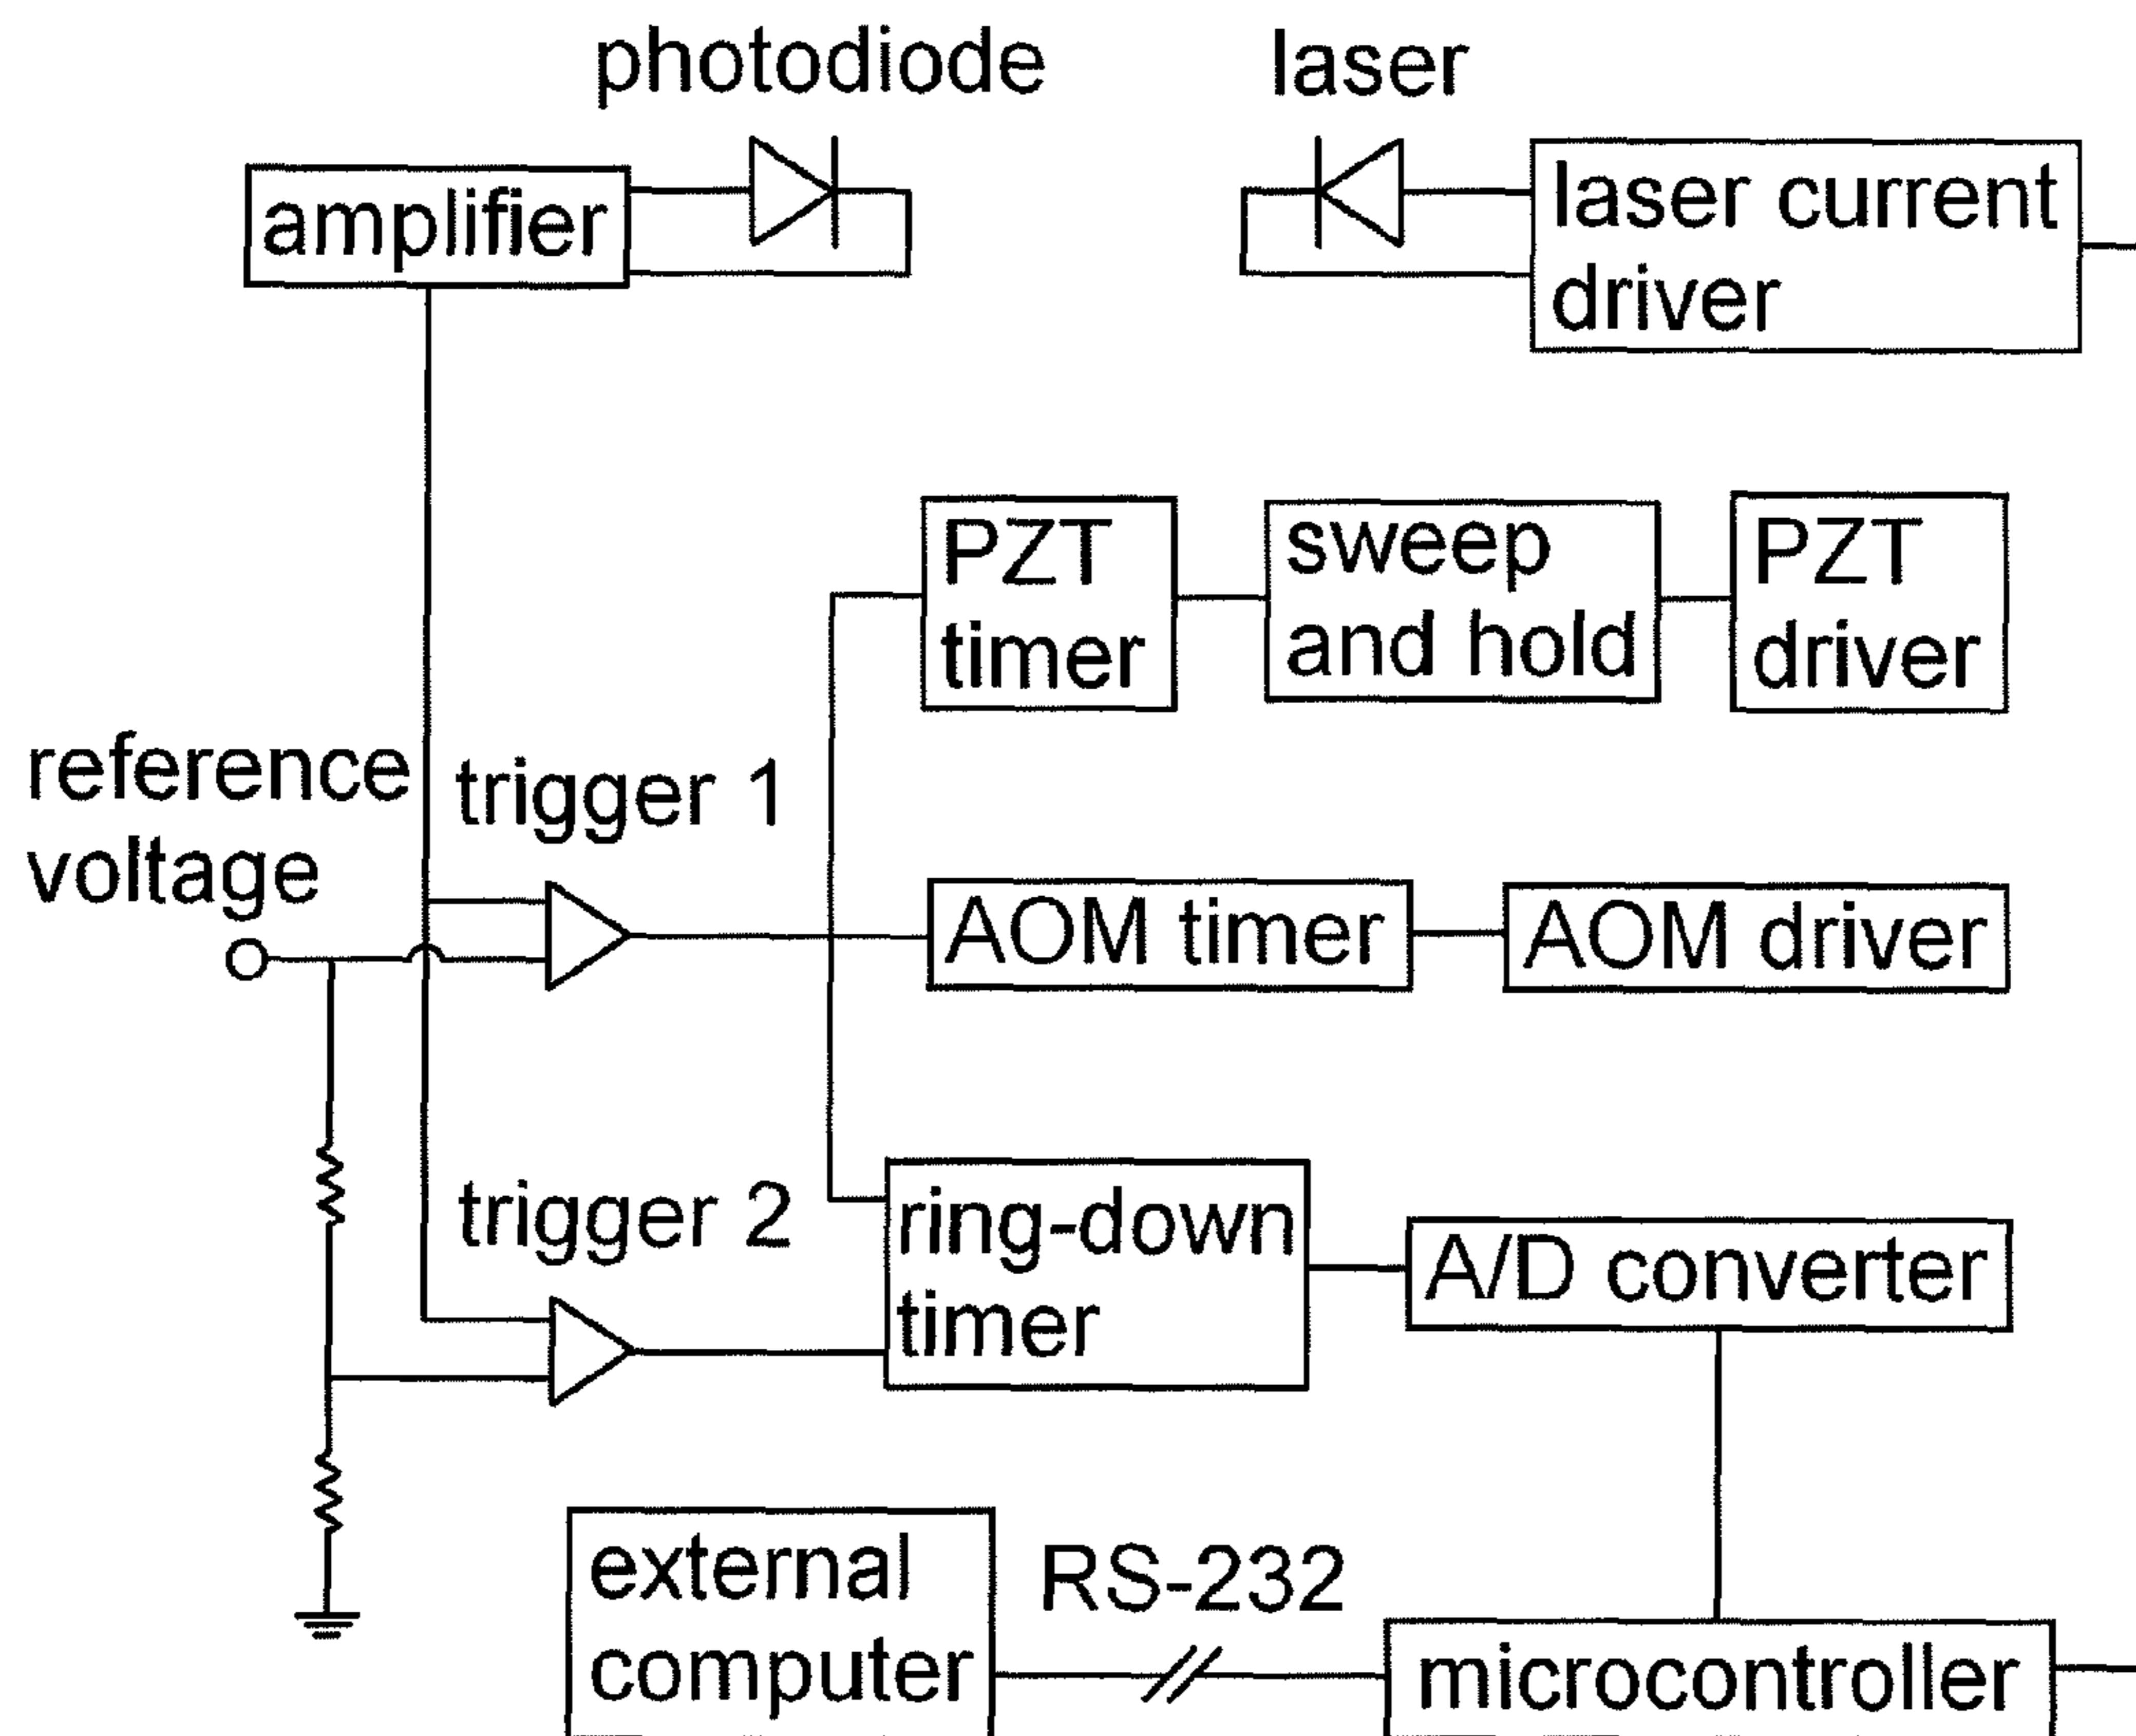 photodiode
laser
amplifier
laser current
driver
PZT
timer
sweep
and hold
PZT
driver
reference
voltage
trigger 1
AOM timer
AOM driver
trigger 2
ring-down
timer
A/D converter
external
computer
RS-232
microcontroller